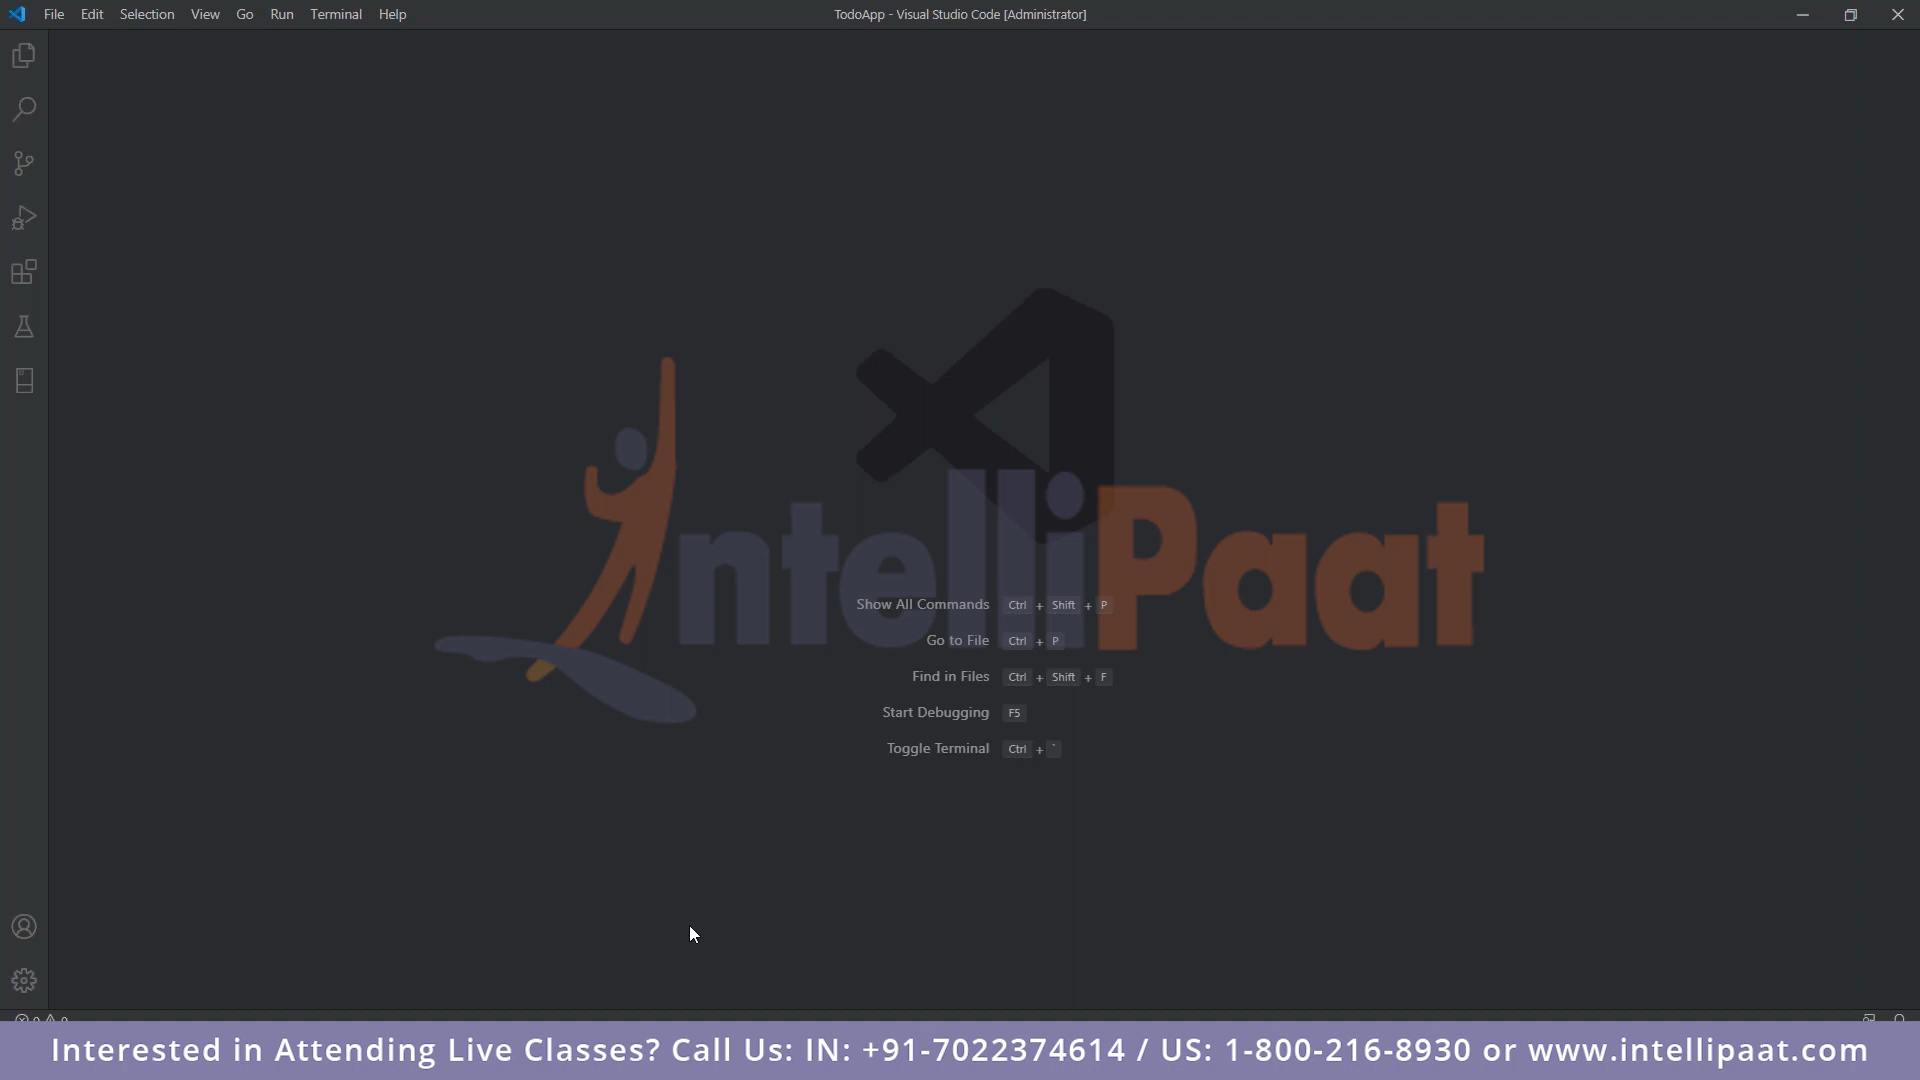 File Edit Selection View Go Run Terminal Help
TodoApp - Visual Studio Code [Administrator]
IntelliPaat
Show All Commands Ctrl + Shift + P
Go to File Ctrl + P
Find in Files Ctrl + Shift + F
Start Debugging F5
Toggle Terminal Ctrl + `
Interested in Attending Live Classes? Call Us: IN: +91-7022374614 / US: 1-800-216-8930 or www.intellipaat.com